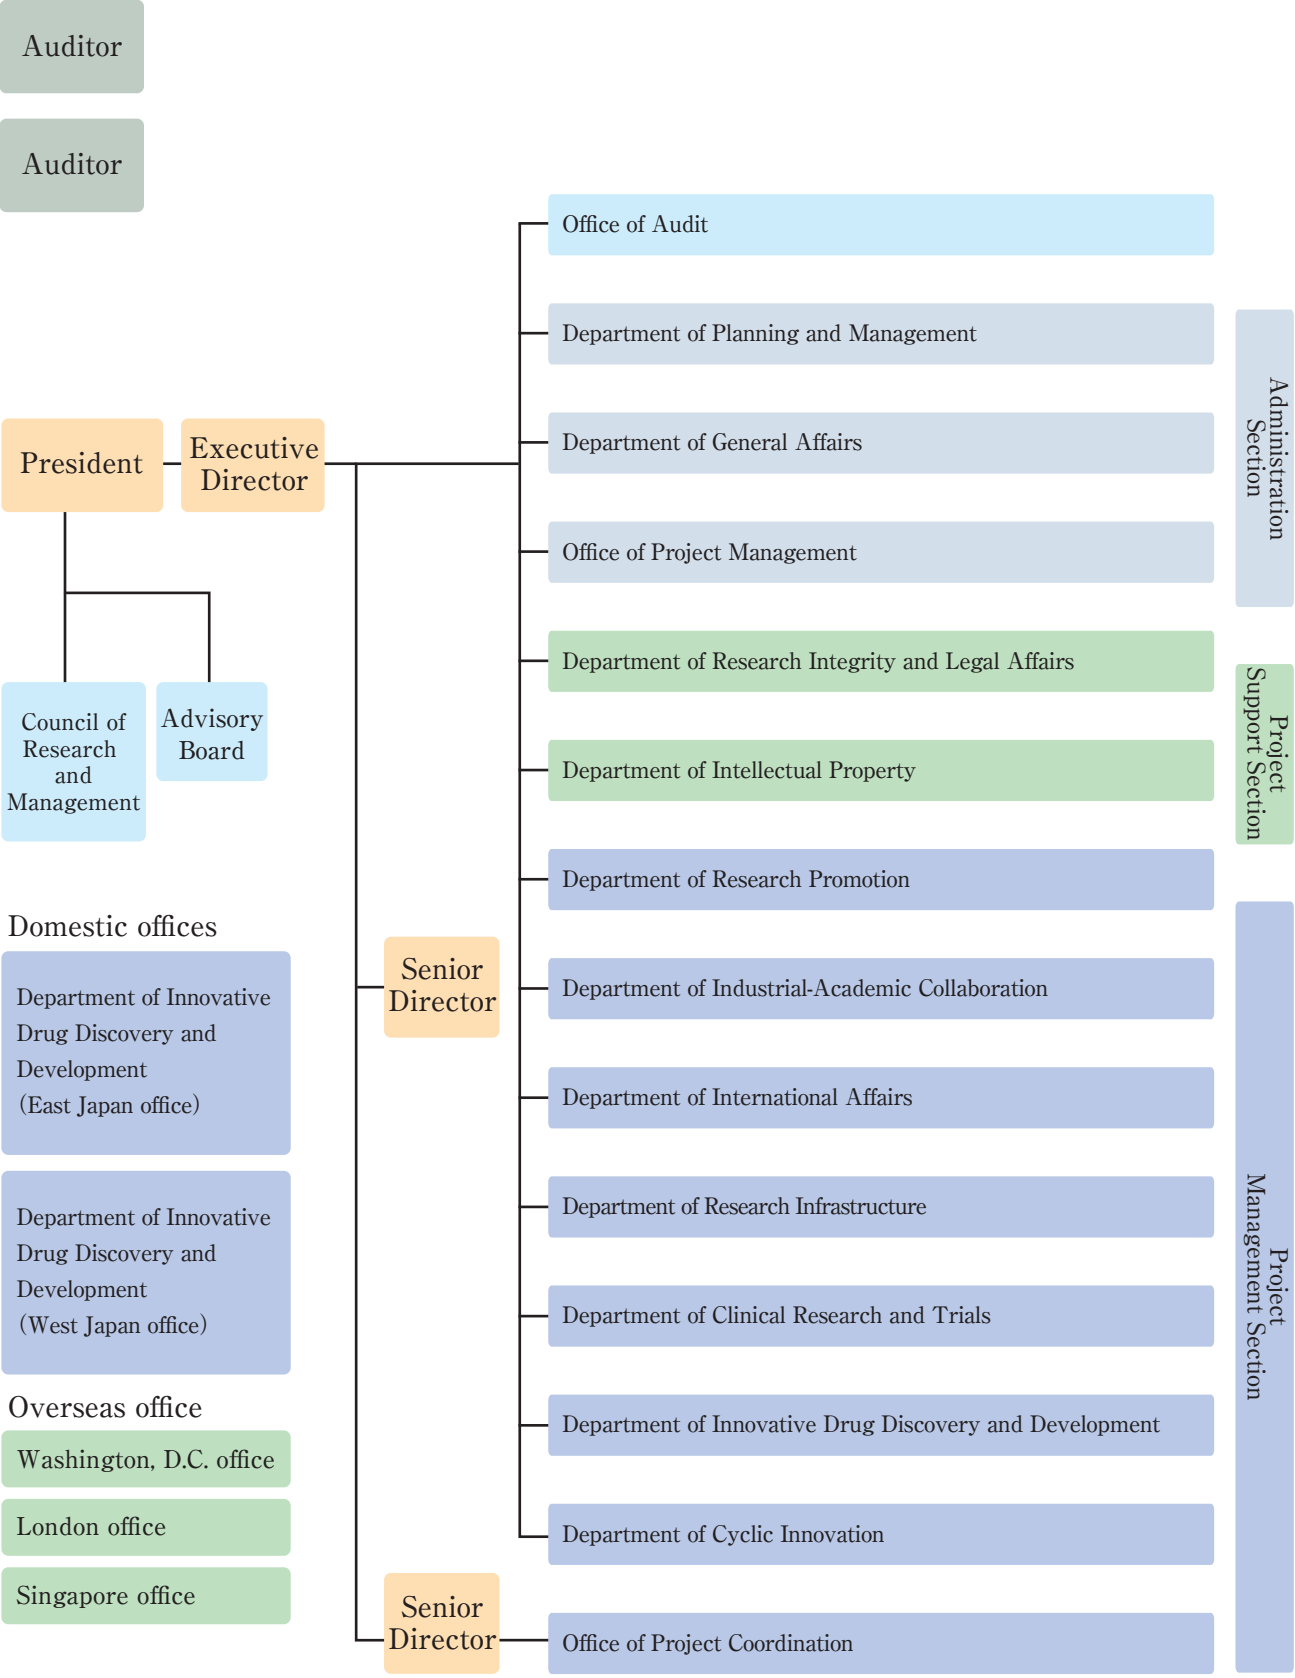 Auditor
Auditor
President
Executive
Director
Council of
Research
and
Management
Advisory
Board
Domestic offices
Department of Innovative
Drug Discovery and
Development
(East Japan office)
Department of Innovative
Drug Discovery and
Development
(West Japan office)
Overseas office
Washington, D.C. office
London office
Singapore office
Senior
Director
Senior
Director
Office of Audit
Department of Planning and Management
Department of General Affairs
Office of Project Management
Department of Research Integrity and Legal Affairs
Department of Intellectual Property
Department of Research Promotion
Department of Industrial-Academic Collaboration
Department of International Affairs
Department of Research Infrastructure
Department of Clinical Research and Trials
Department of Innovative Drug Discovery and Development
Department of Cyclic Innovation
Office of Project Coordination
Administration
Section
Project
Support Section
Project
Management Section